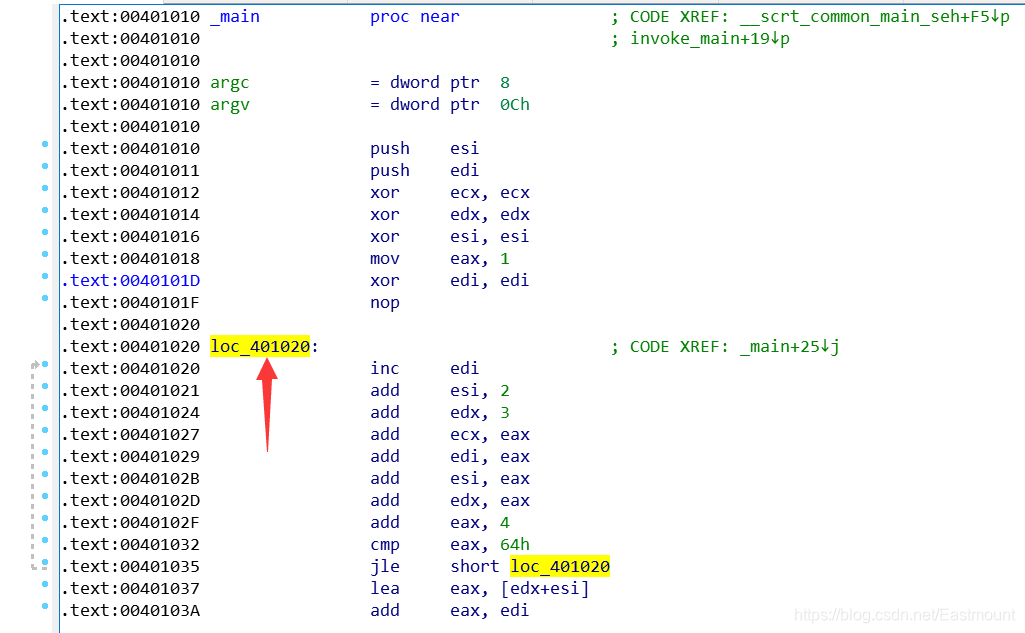 .text:00401010 _main proc near ; CODE XREF: __scrt_common_main_seh+F5↓p
.text:00401010 ; invoke_main+19↓p
.text:00401010
.text:00401010 argc = dword ptr 8
.text:00401010 argv = dword ptr 0Ch
.text:00401010
.text:00401010 push esi
.text:00401011 push edi
.text:00401012 xor ecx, ecx
.text:00401014 xor edx, edx
.text:00401016 xor esi, esi
.text:00401018 mov eax, 1
.text:0040101D xor edi, edi
.text:0040101F nop
.text:00401020
.text:00401020 loc_401020: ; CODE XREF: _main+25↓j
.text:00401020 inc edi
.text:00401021 add esi, 2
.text:00401024 add edx, 3
.text:00401027 add ecx, eax
.text:00401029 add edi, eax
.text:0040102B add esi, eax
.text:0040102D add edx, eax
.text:0040102F add eax, 4
.text:00401032 cmp eax, 64h
.text:00401035 jle short loc_401020
.text:00401037 lea eax, [edx+esi]
.text:0040103A add eax, edi
https://blog.csdn.net/Eastmount